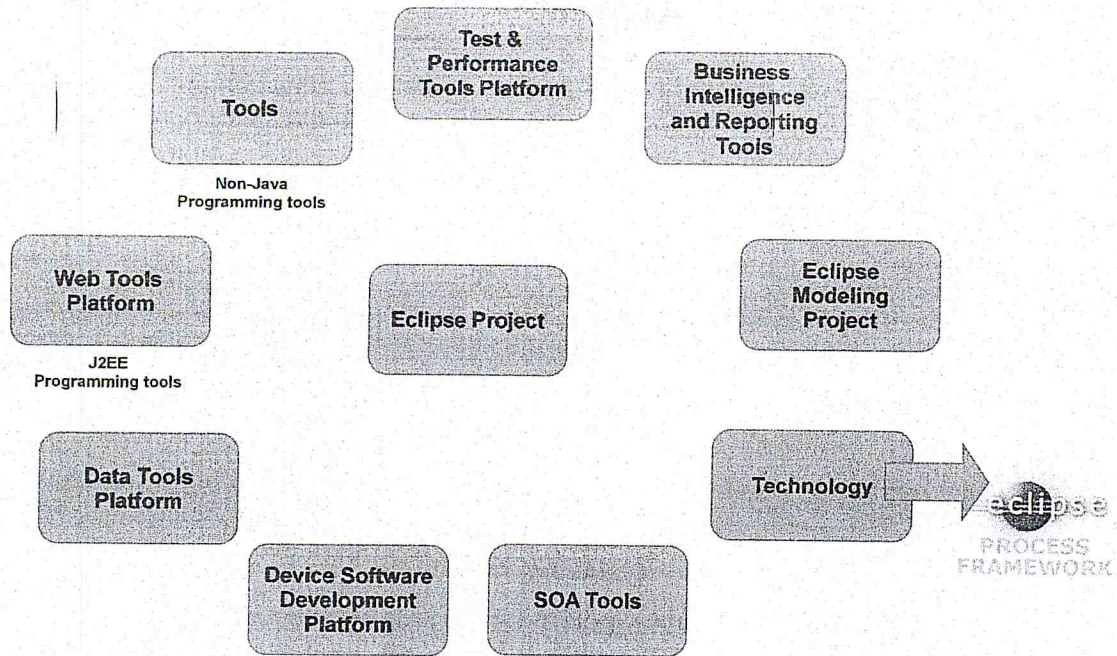 Test &
Performance
Tools Platform
Tools
Business
Intelligence
and Reporting
Tools
Non-Java
Programming tools
Web Tools
Platform
Eclipse Project
Eclipse
Modeling
Project
J2EE
Programming tools
Data Tools
Platform
Technology
eclipse
PROCESS
FRAMEWORK
Device Software
Development
Platform
SOA Tools